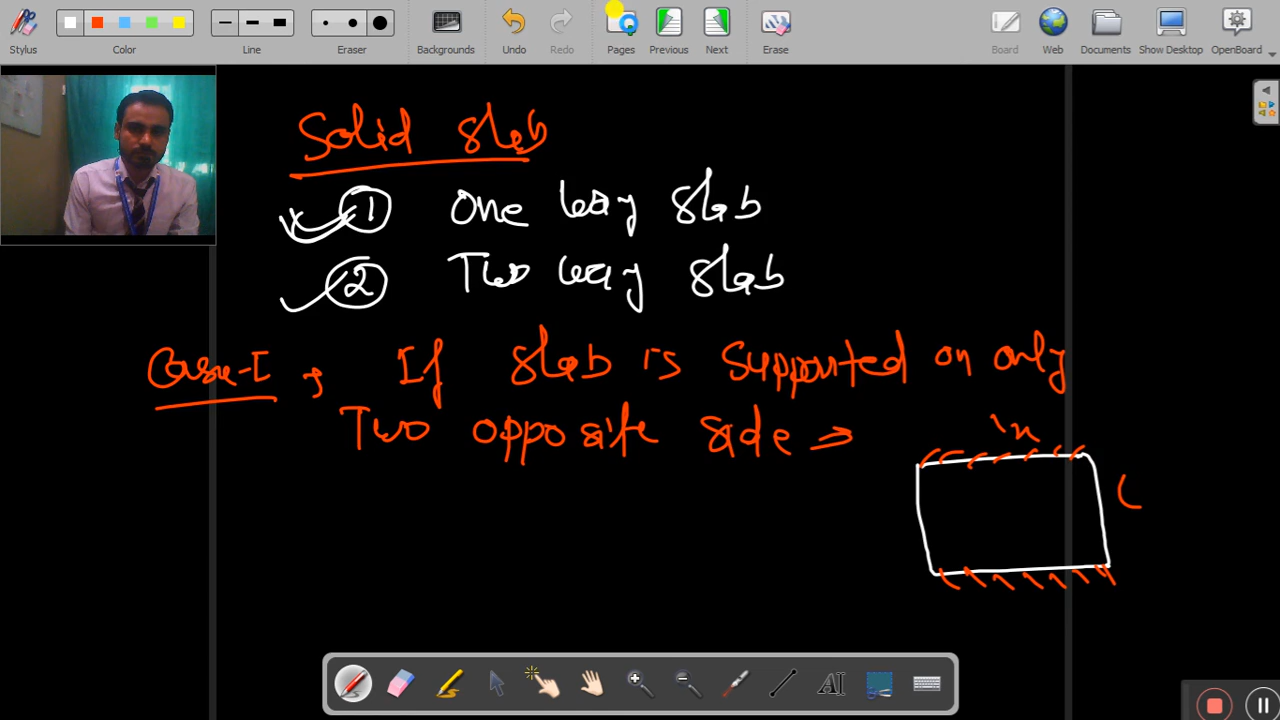 Stylus Color Line Eraser Backgrounds Undo Redo Pages Previous Next Erase Board Web Documents Show Desktop OpenBoard
Solid slab
1 One way slab
2 Two way slab
Case-I, If slab is supported on only
Two opposite side ⇒
lx